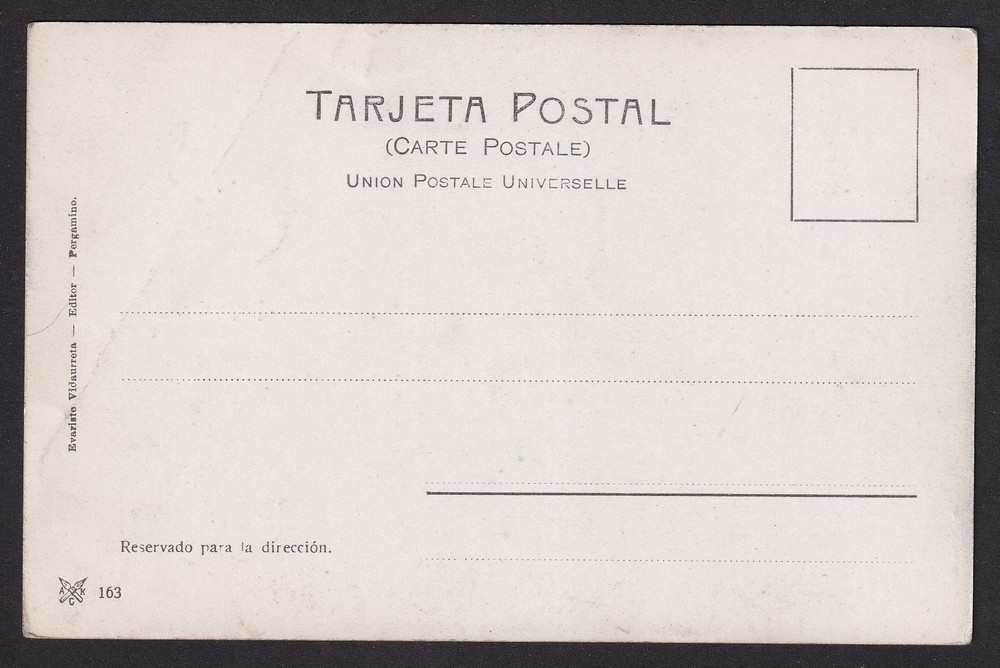 TARJETA POSTAL
(CARTE POSTALE)
UNION POSTALE UNIVERSELLE
Evaristo Vidaurreta — Editor — Pergamino.
Reservado para la dirección.
A K
G
163